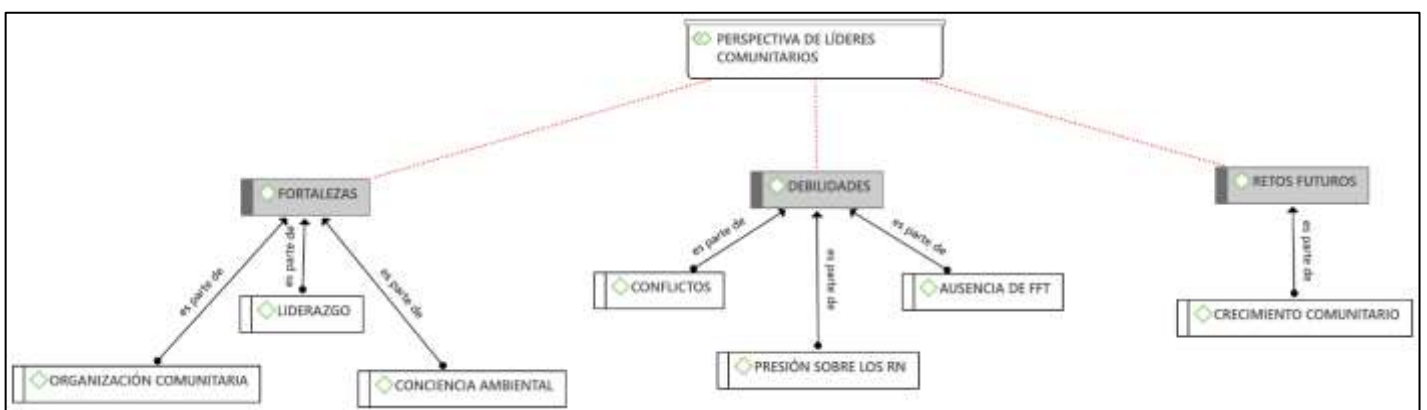 PERSPECTIVA DE LÍDERES
COMUNITARIOS
FORTALEZAS
DEBILIDADES
RETOS FUTUROS
es parte de
es parte de
es parte de
es parte de
es parte de
es parte de
es parte de
CONFLICTOS
AUSENCIA DE FFT
LIDERAZGO
CRECIMIENTO COMUNITARIO
PRESIÓN SOBRE LOS RN
ORGANIZACIÓN COMUNITARIA
CONCIENCIA AMBIENTAL